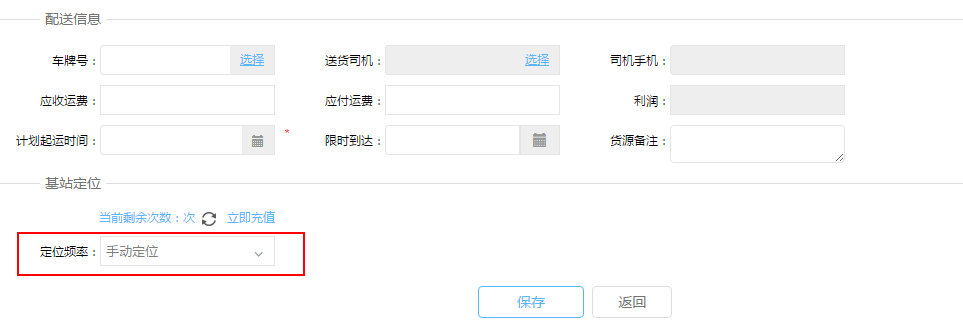 配送信息
车牌号： 选择 送货司机： 选择 司机手机：
应收运费： 应付运费： 利润：
计划起运时间： * 限时到达： 货源备注：
基站定位
当前剩余次数：次 立即充值
定位频率： 手动定位
保存 返回